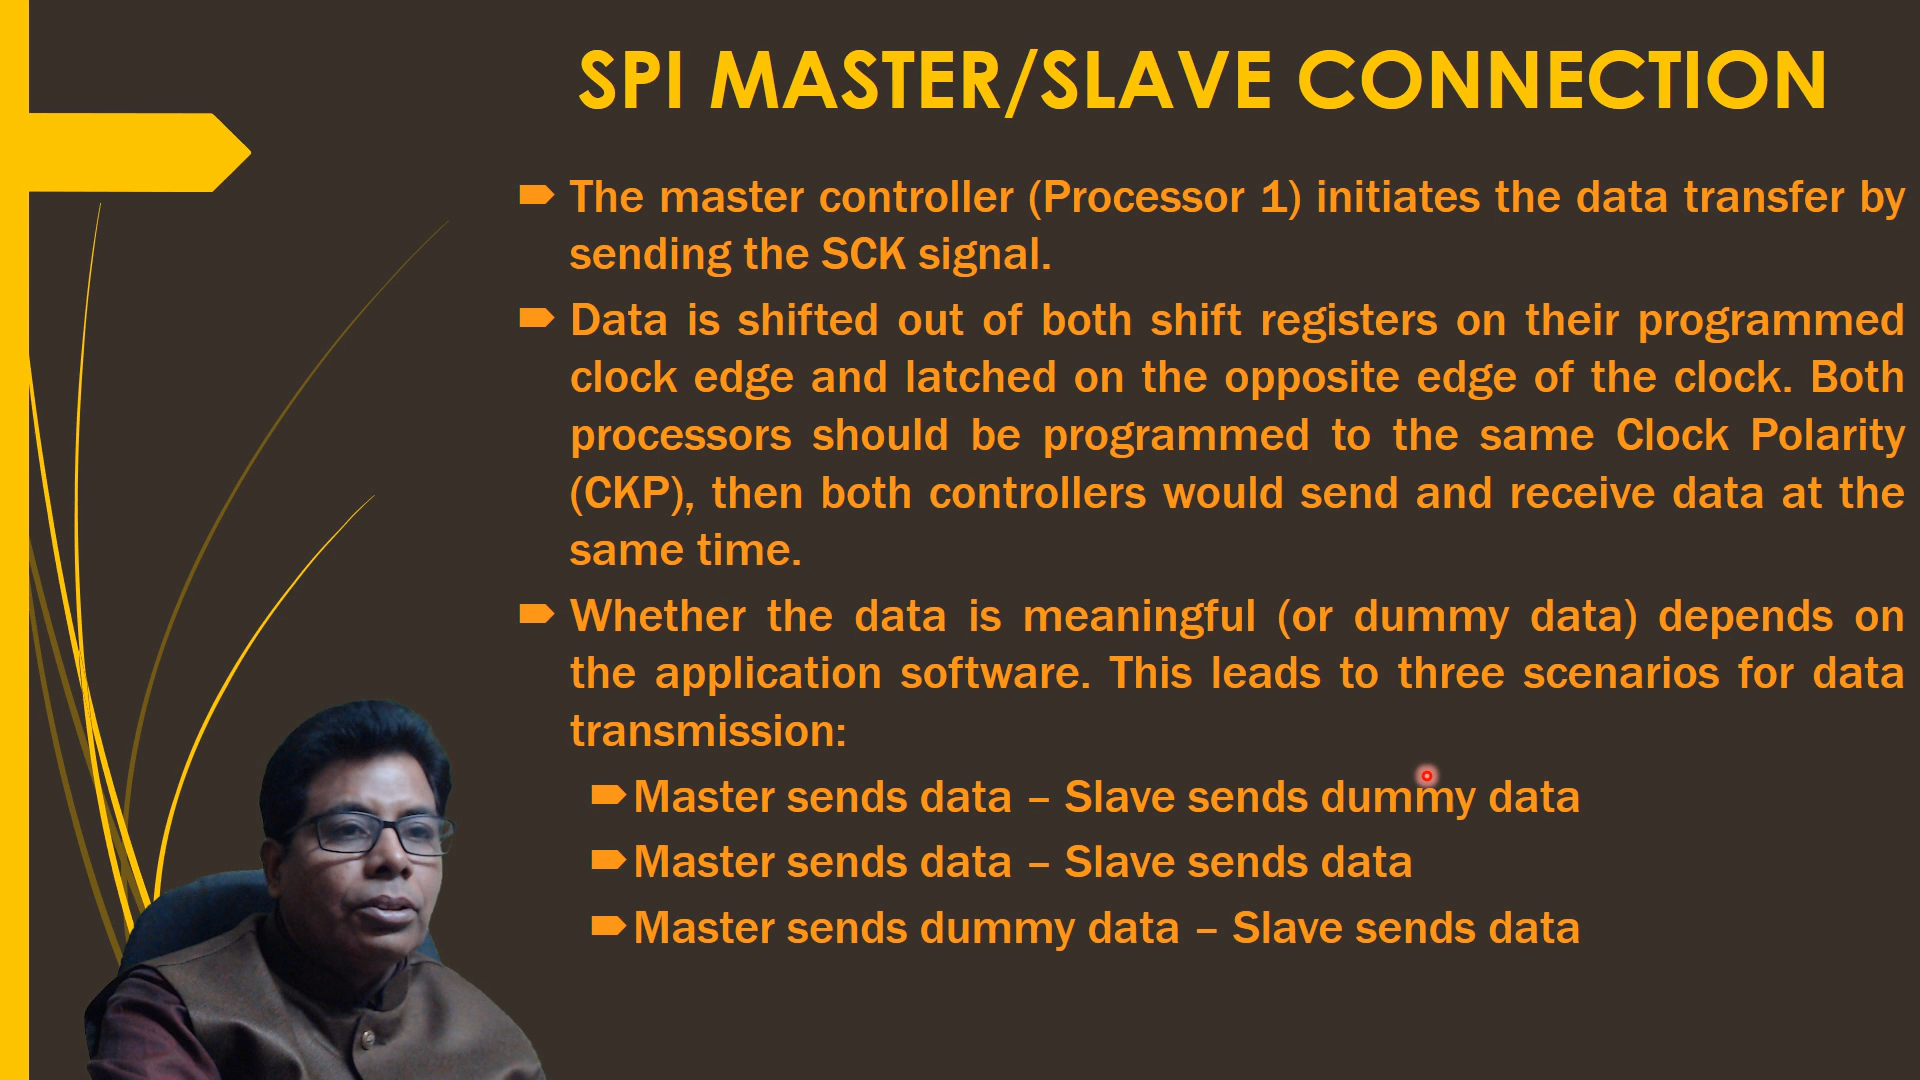 SPI MASTER/SLAVE CONNECTION
The master controller (Processor 1) initiates the data transfer by
sending the SCK signal.
Data is shifted out of both shift registers on their programmed
clock edge and latched on the opposite edge of the clock. Both
processors should be programmed to the same Clock Polarity
(CKP), then both controllers would send and receive data at the
same time.
Whether the data is meaningful (or dummy data) depends on
the application software. This leads to three scenarios for data
transmission:
Master sends data – Slave sends dummy data
Master sends data – Slave sends data
Master sends dummy data – Slave sends data